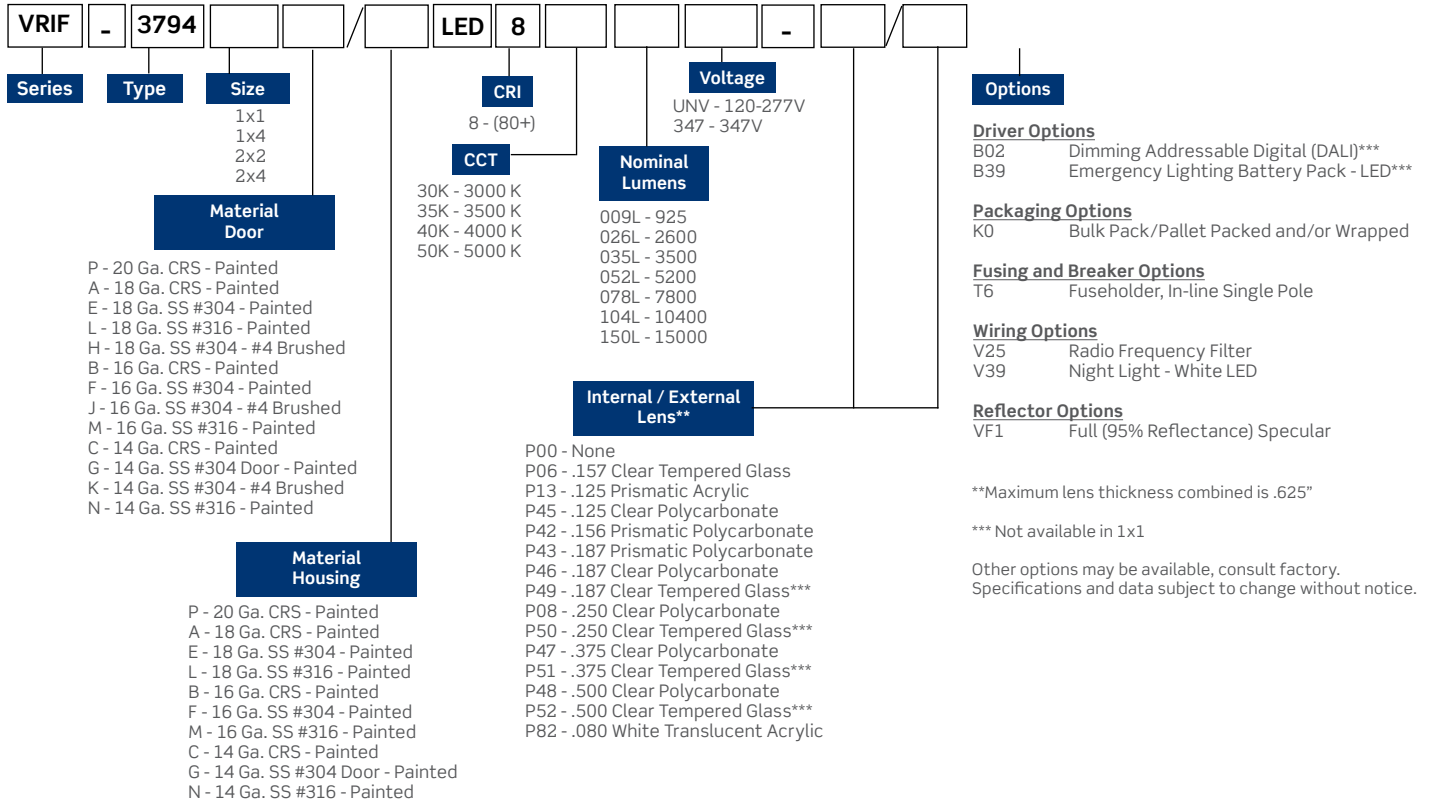 VRIF - 3794 / LED 8 - /
Series
Type
Size
1x1
1x4
2x2
2x4
Material
Door
P - 20 Ga. CRS - Painted
A - 18 Ga. CRS - Painted
E - 18 Ga. SS #304 - Painted
L - 18 Ga. SS #316 - Painted
H - 18 Ga. SS #304 - #4 Brushed
B - 16 Ga. CRS - Painted
F - 16 Ga. SS #304 - Painted
J - 16 Ga. SS #304 - #4 Brushed
M - 16 Ga. SS #316 - Painted
C - 14 Ga. CRS - Painted
G - 14 Ga. SS #304 Door - Painted
K - 14 Ga. SS #304 - #4 Brushed
N - 14 Ga. SS #316 - Painted
Material
Housing
P - 20 Ga. CRS - Painted
A - 18 Ga. CRS - Painted
E - 18 Ga. SS #304 - Painted
L - 18 Ga. SS #316 - Painted
B - 16 Ga. CRS - Painted
F - 16 Ga. SS #304 - Painted
M - 16 Ga. SS #316 - Painted
C - 14 Ga. CRS - Painted
G - 14 Ga. SS #304 Door - Painted
N - 14 Ga. SS #316 - Painted
CRI
8 - (80+)
CCT
30K - 3000 K
35K - 3500 K
40K - 4000 K
50K - 5000 K
Nominal
Lumens
009L - 925
026L - 2600
035L - 3500
052L - 5200
078L - 7800
104L - 10400
150L - 15000
Voltage
UNV - 120-277V
347 - 347V
Internal / External
Lens**
P00 - None
P06 - .157 Clear Tempered Glass
P13 - .125 Prismatic Acrylic
P45 - .125 Clear Polycarbonate
P42 - .156 Prismatic Polycarbonate
P43 - .187 Prismatic Polycarbonate
P46 - .187 Clear Polycarbonate
P49 - .187 Clear Tempered Glass***
P08 - .250 Clear Polycarbonate
P50 - .250 Clear Tempered Glass***
P47 - .375 Clear Polycarbonate
P51 - .375 Clear Tempered Glass***
P48 - .500 Clear Polycarbonate
P52 - .500 Clear Tempered Glass***
P82 - .080 White Translucent Acrylic
Options
Driver Options
B02 Dimming Addressable Digital (DALI)***
B39 Emergency Lighting Battery Pack - LED***
Packaging Options
K0 Bulk Pack/Pallet Packed and/or Wrapped
Fusing and Breaker Options
T6 Fuseholder, In-line Single Pole
Wiring Options
V25 Radio Frequency Filter
V39 Night Light - White LED
Reflector Options
VF1 Full (95% Reflectance) Specular
**Maximum lens thickness combined is .625”
*** Not available in 1x1
Other options may be available, consult factory.
Specifications and data subject to change without notice.